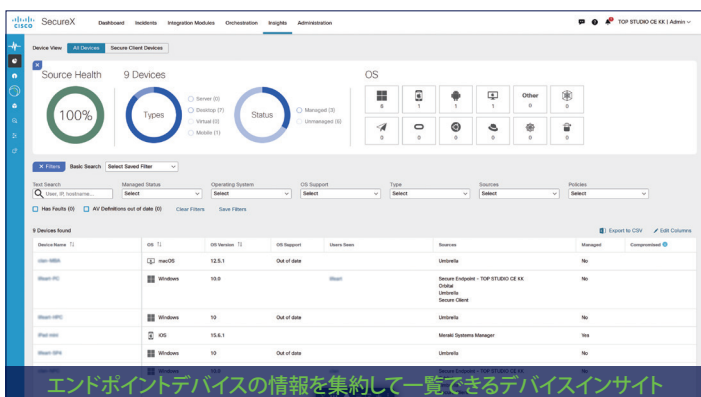 CISCO SecureX Dashboard Incidents Integration Modules Orchestration Insights Administration TOP STUDIO CE KK | Admin
Device View All Devices Secure Client Devices
Source Health
100%
9 Devices
Types
Server (0)
Desktop (7)
Virtual (0)
Mobile (1)
Status
Managed (3)
OS
Other
0
× Filters Basic Search Select Saved Filter
Text Search Managed Status Operating System OS Support Type Sources Policies
Select Select Select Select Select Select
Has Faults (0) AV Definitions out of date (0) Clear Filters Save Filters
9 Devices found Export to CSV Edit Columns
Device Name OS OS Version OS Support Users Seen Sources Managed Compromised
macOS 12.5.1 Out of date Umbrella No
Windows 10.0 Secure Endpoint - TOP STUDIO CE KK No
Orbital
Umbrella
Secure Client
Windows 10 Out of date Umbrella No
iOS 15.6.1 Meraki Systems Manager Yes
Windows 10 Out of date Umbrella No
エンドポイントデバイスの情報を集約して一覧できるデバイスインサイト